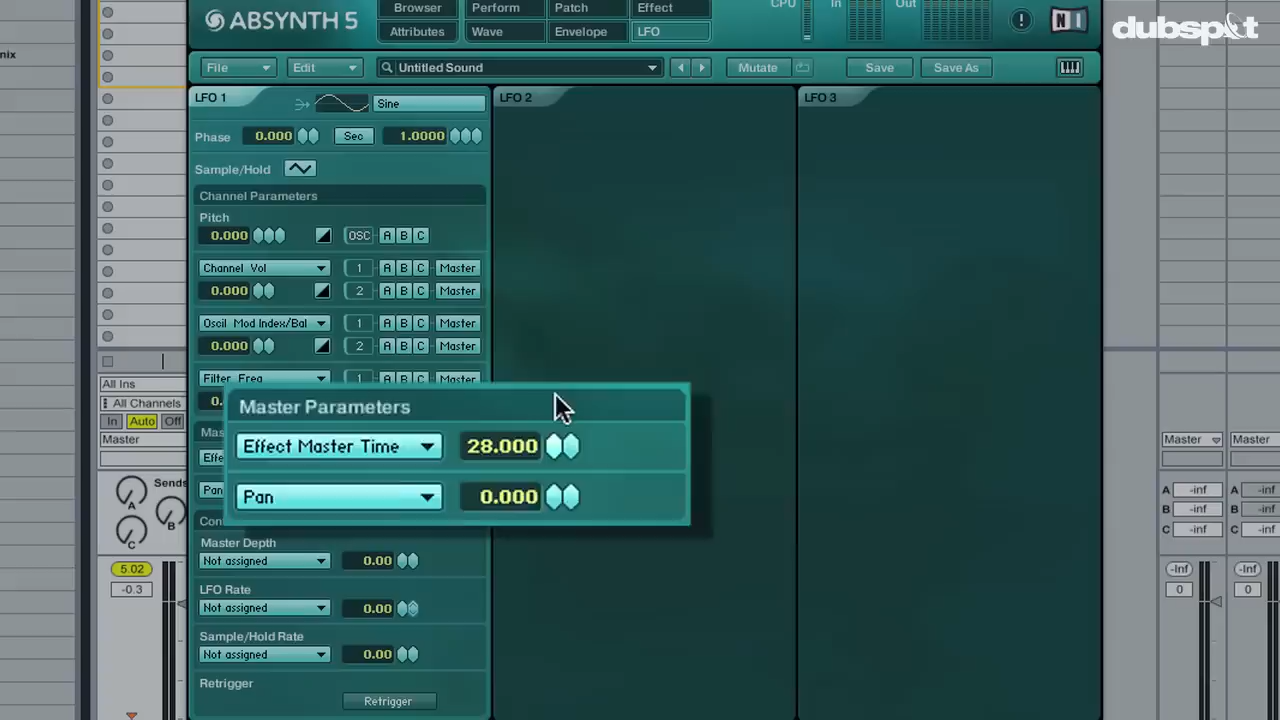 Browser Perform Patch Effect CPU In Out
ABSYNTH 5
Attributes Wave Envelope LFO
dubspot
nix
File Edit Untitled Sound Mutate Save Save As
LFO 1 Sine LFO 2 LFO 3
Phase 0.000 Sec 1.0000
Sample/Hold
Channel Parameters
Pitch
0.000 OSC A B C
Channel Vol 1 A B C Master
0.000 2 A B C Master
Oscil Mod Index/Bal 1 A B C Master
0.000 2 A B C Master
Filter Freq 1 A B C Master
Master Parameters
Effect Master Time 28.000
Pan 0.000
Master Depth
Not assigned 0.00
LFO Rate
Not assigned 0.00
Sample/Hold Rate
Not assigned 0.00
Retrigger
Retrigger
All Ins
All Channels
In Auto Off
Master
Sends
A
B
C
5.02
-0.3
Master Master
A -inf A -inf
B -inf B -inf
C -inf C -inf
-Inf -Inf
0 0